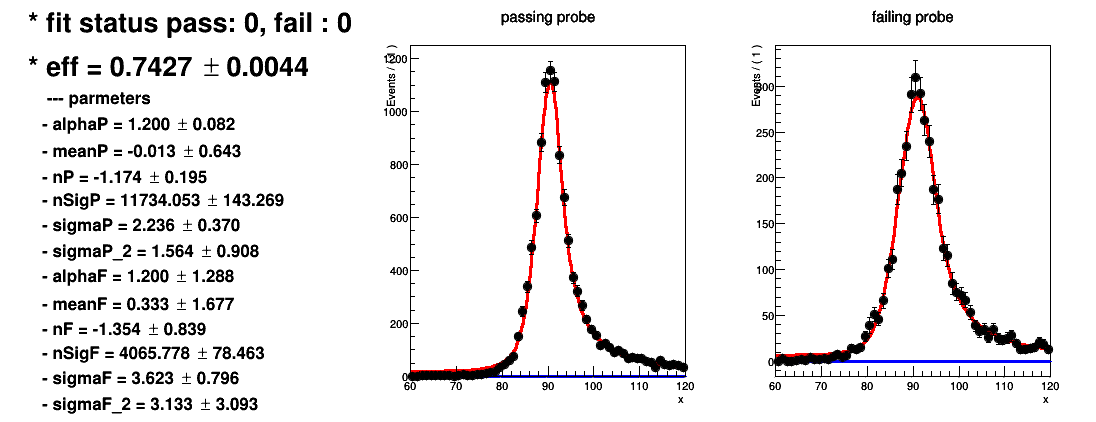 * fit status pass: 0, fail : 0
* eff = 0.7427 ± 0.0044
--- parmeters
- alphaP = 1.200 ± 0.082
- meanP = -0.013 ± 0.643
- nP = -1.174 ± 0.195
- nSigP = 11734.053 ± 143.269
- sigmaP = 2.236 ± 0.370
- sigmaP_2 = 1.564 ± 0.908
- alphaF = 1.200 ± 1.288
- meanF = 0.333 ± 1.677
- nF = -1.354 ± 0.839
- nSigF = 4065.778 ± 78.463
- sigmaF = 3.623 ± 0.796
- sigmaF_2 = 3.133 ± 3.093
passing probe
Events / ( 1 )
1200
1000
800
600
400
200
0
60 70 80 90 100 110 120
x
failing probe
Events / ( 1 )
300
250
200
150
100
50
0
60 70 80 90 100 110 120
x